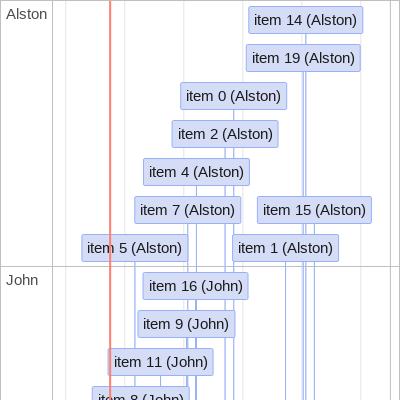 Alston
item 14 (Alston)
item 19 (Alston)
item 0 (Alston)
item 2 (Alston)
item 4 (Alston)
item 7 (Alston)
item 15 (Alston)
item 5 (Alston)
item 1 (Alston)
John
item 16 (John)
item 9 (John)
item 11 (John)
item 8 (John)